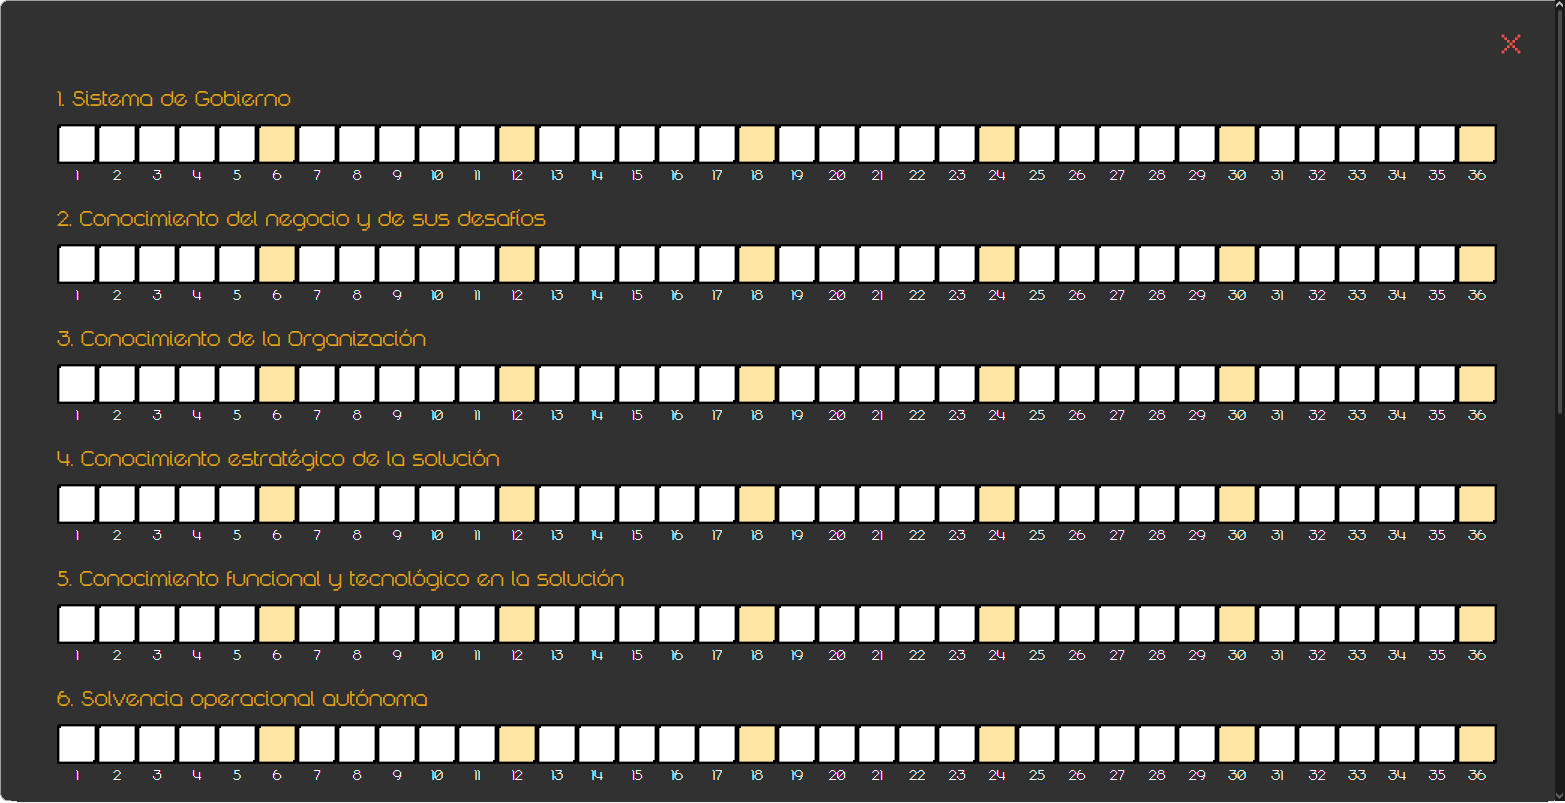 1. Sistema de Gobierno
1 2 3 4 5 6 7 8 9 10 11 12 13 14 15 16 17 18 19 20 21 22 23 24 25 26 27 28 29 30 31 32 33 34 35 36
2. Conocimiento del negocio y de sus desafíos
1 2 3 4 5 6 7 8 9 10 11 12 13 14 15 16 17 18 19 20 21 22 23 24 25 26 27 28 29 30 31 32 33 34 35 36
3. Conocimiento de la Organización
1 2 3 4 5 6 7 8 9 10 11 12 13 14 15 16 17 18 19 20 21 22 23 24 25 26 27 28 29 30 31 32 33 34 35 36
4. Conocimiento estratégico de la solución
1 2 3 4 5 6 7 8 9 10 11 12 13 14 15 16 17 18 19 20 21 22 23 24 25 26 27 28 29 30 31 32 33 34 35 36
5. Conocimiento funcional y tecnológico en la solución
1 2 3 4 5 6 7 8 9 10 11 12 13 14 15 16 17 18 19 20 21 22 23 24 25 26 27 28 29 30 31 32 33 34 35 36
6. Solvencia operacional autónoma
1 2 3 4 5 6 7 8 9 10 11 12 13 14 15 16 17 18 19 20 21 22 23 24 25 26 27 28 29 30 31 32 33 34 35 36